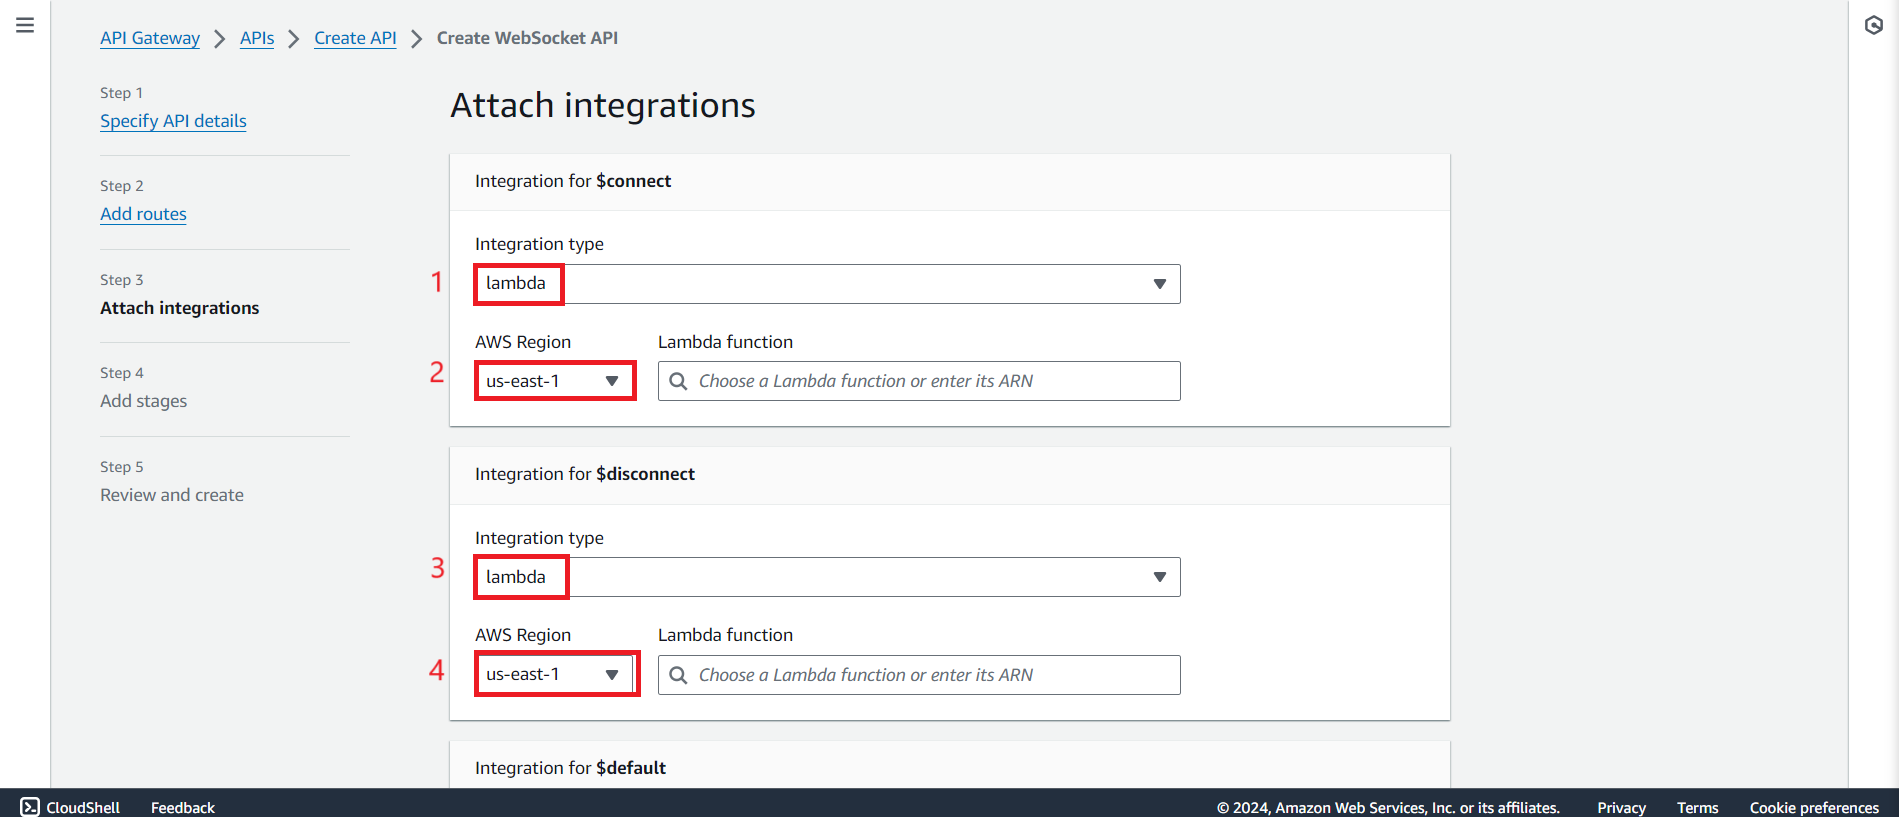 API Gateway > APIs > Create API > Create WebSocket API
Step 1
Specify API details
Step 2
Add routes
Step 3
Attach integrations
Step 4
Add stages
Step 5
Review and create
Attach integrations
Integration for $connect
Integration type
1 lambda
AWS Region Lambda function
2 us-east-1 Choose a Lambda function or enter its ARN
Integration for $disconnect
Integration type
3 lambda
AWS Region Lambda function
4 us-east-1 Choose a Lambda function or enter its ARN
Integration for $default
CloudShell Feedback © 2024, Amazon Web Services, Inc. or its affiliates. Privacy Terms Cookie preferences